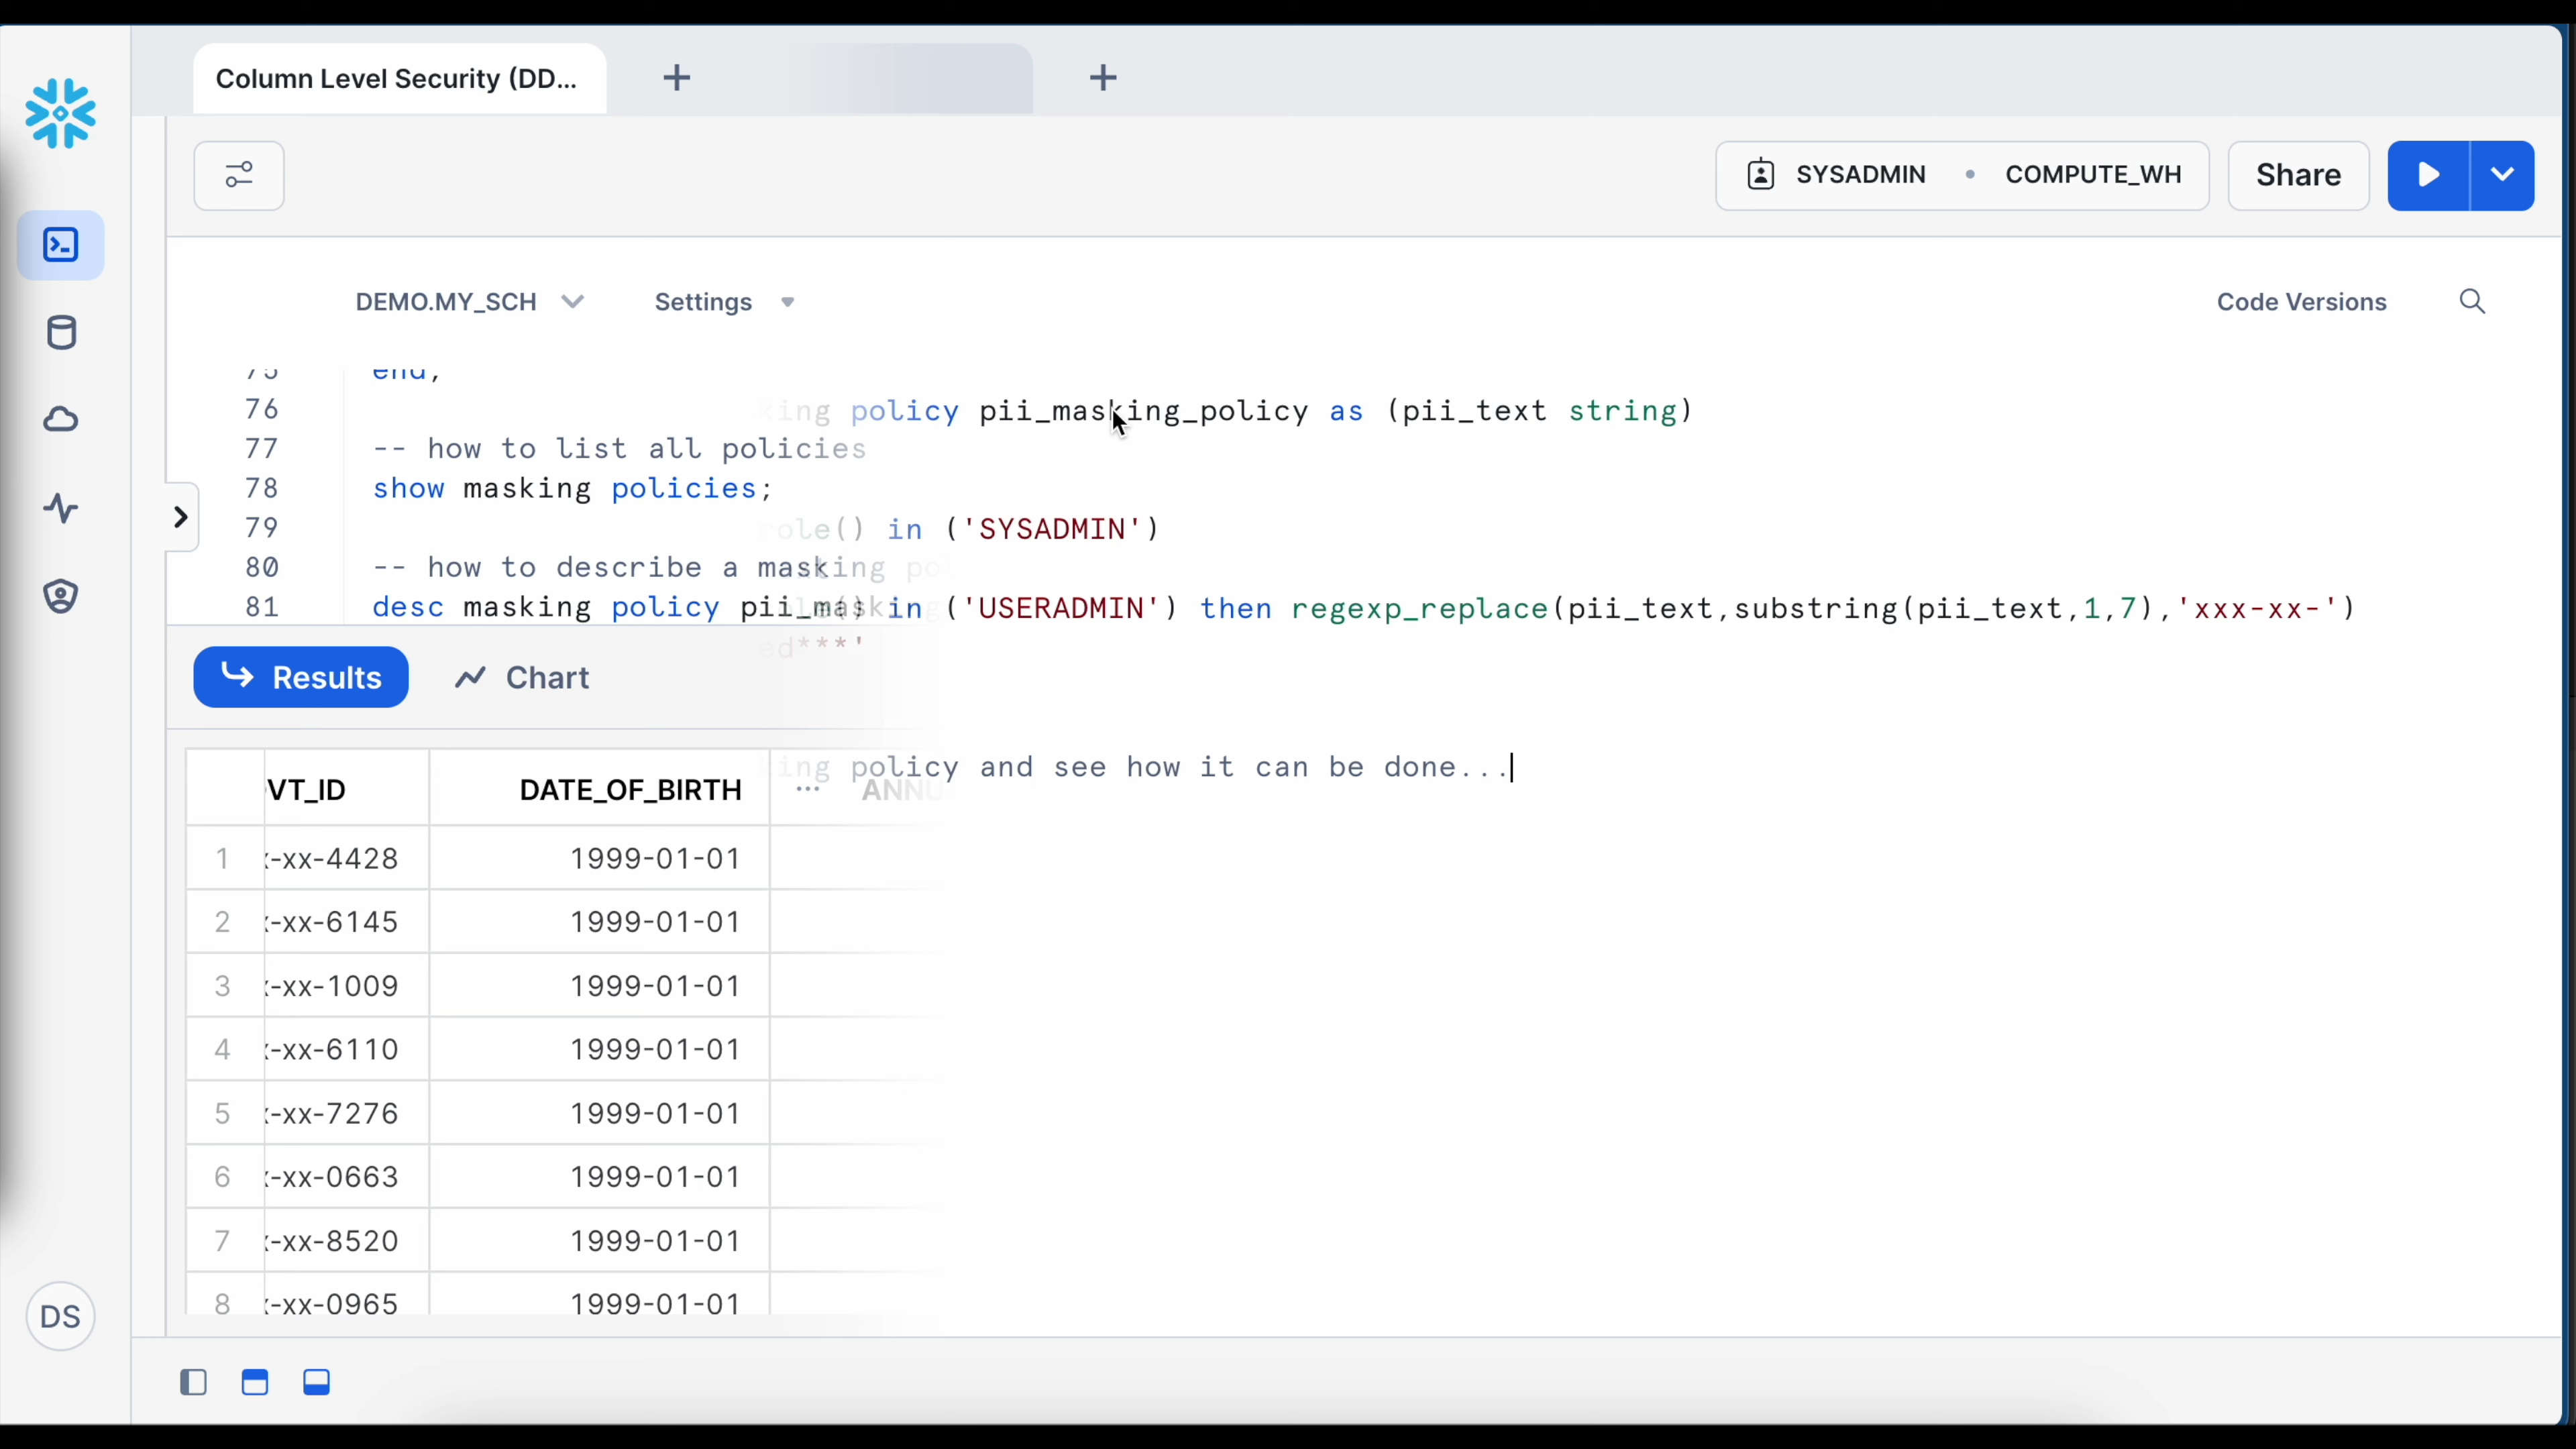 Column Level Security (DD...
SYSADMIN • COMPUTE_WH
Share
DEMO.MY_SCH
Settings
Code Versions
75 end;
76
policy pii_masking_policy as (pii_text string)
77 -- how to list all policies
78 show masking policies;
79
role() in ('SYSADMIN')
80 -- how to describe a masking
81 desc masking policy
in ('USERADMIN') then regexp_replace(pii_text,substring(pii_text,1,7),'xxx-xx-')
ed***'
Results
Chart
ing policy and see how it can be done...
VT_ID DATE_OF_BIRTH ... ANNU
1 -xx-4428 1999-01-01
2 -xx-6145 1999-01-01
3 -xx-1009 1999-01-01
4 -xx-6110 1999-01-01
5 -xx-7276 1999-01-01
6 -xx-0663 1999-01-01
7 -xx-8520 1999-01-01
8 -xx-0965 1999-01-01
DS